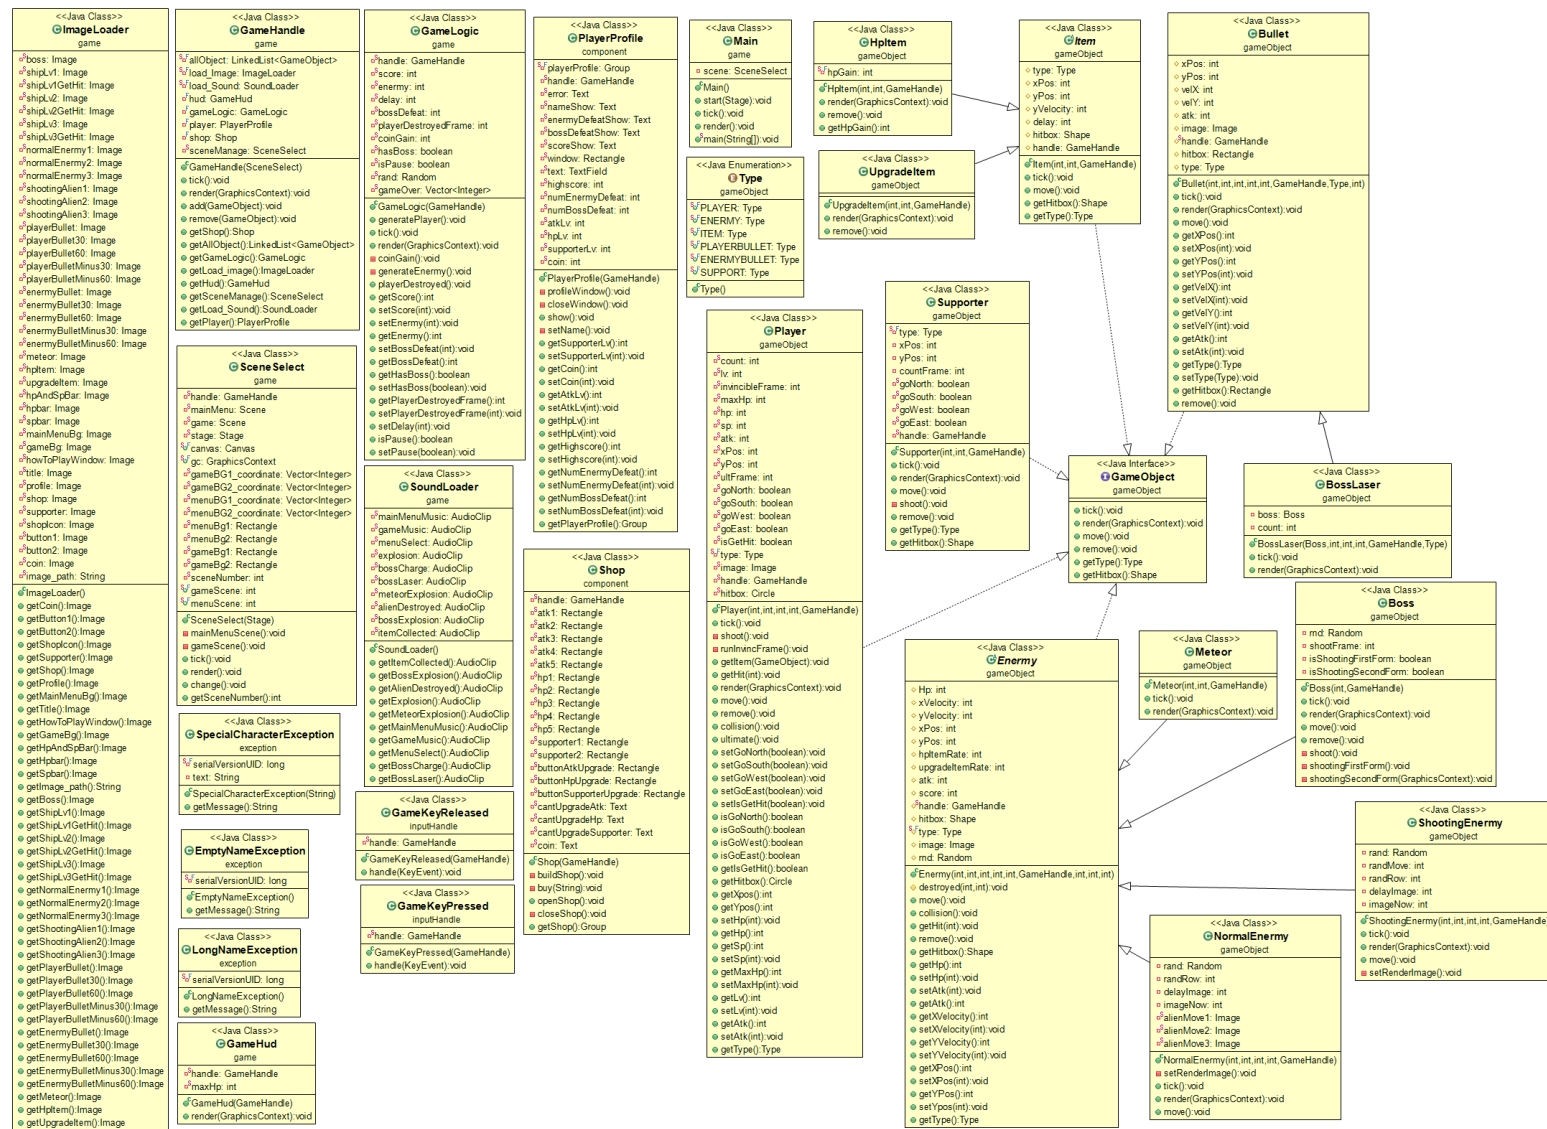 <<Java Class>>
ImageLoader
game
boss: Image
shipLv1: Image
shipLv1GetHit: Image
shipLv2: Image
shipLv2GetHit: Image
shipLv3: Image
shipLv3GetHit: Image
normalEnermy1: Image
normalEnermy2: Image
normalEnermy3: Image
shootingAlien1: Image
shootingAlien2: Image
shootingAlien3: Image
playerBullet: Image
playerBullet30: Image
playerBullet60: Image
playerBulletMinus30: Image
playerBulletMinus60: Image
enermyBullet: Image
enermyBullet30: Image
enermyBullet60: Image
enermyBulletMinus30: Image
enermyBulletMinus60: Image
meteor: Image
hpItem: Image
upgradeItem: Image
hpAndSpBar: Image
hpbar: Image
spbar: Image
mainMenuBg: Image
gameBg: Image
howToPlayWindow: Image
title: Image
profile: Image
shop: Image
supporter: Image
shopIcon: Image
button1: Image
button2: Image
coin: Image
image_path: String
ImageLoader()
getCoin():Image
getButton1():Image
getButton2():Image
getShopIcon():Image
getSupporter():Image
getShop():Image
getProfile():Image
getMainMenuBg():Image
getTitle():Image
getHowToPlayWindow():Image
getGameBg():Image
getHpAndSpBar():Image
getHpbar():Image
getSpbar():Image
getImage_path():String
getBoss():Image
getShipLv1():Image
getShipLv1GetHit():Image
getShipLv2():Image
getShipLv2GetHit():Image
getShipLv3():Image
getShipLv3GetHit():Image
getNormalEnermy1():Image
getNormalEnermy2():Image
getNormalEnermy3():Image
getShootingAlien1():Image
getShootingAlien2():Image
getShootingAlien3():Image
getPlayerBullet():Image
getPlayerBullet30():Image
getPlayerBullet60():Image
getPlayerBulletMinus30():Image
getPlayerBulletMinus60():Image
getEnermyBullet():Image
getEnermyBullet30():Image
getEnermyBullet60():Image
getEnermyBulletMinus30():Image
getEnermyBulletMinus60():Image
getMeteor():Image
getHpItem():Image
getUpgradeItem():Image
<<Java Class>>
GameHandle
game
allObject: LinkedList<GameObject>
load_Image: ImageLoader
load_Sound: SoundLoader
hud: GameHud
gameLogic: GameLogic
player: PlayerProfile
shop: Shop
sceneManage: SceneSelect
GameHandle(SceneSelect)
tick():void
render(GraphicsContext):void
add(GameObject):void
remove(GameObject):void
getShop():Shop
getAllObject():LinkedList<GameObject>
getGameLogic():GameLogic
getLoad_image():ImageLoader
getHud():GameHud
getSceneManage():SceneSelect
getLoad_Sound():SoundLoader
getPlayer():PlayerProfile
<<Java Class>>
SceneSelect
game
handle: GameHandle
mainMenu: Scene
game: Scene
stage: Stage
canvas: Canvas
gc: GraphicsContext
gameBG1_coordinate: Vector<Integer>
gameBG2_coordinate: Vector<Integer>
menuBG1_coordinate: Vector<Integer>
menuBG2_coordinate: Vector<Integer>
menuBg1: Rectangle
menuBg2: Rectangle
gameBg1: Rectangle
gameBg2: Rectangle
sceneNumber: int
gameScene: int
menuScene: int
SceneSelect(Stage)
mainMenuScene():void
gameScene():void
tick():void
render():void
change():void
getSceneNumber():int
<<Java Class>>
SpecialCharacterException
exception
serialVersionUID: long
text: String
SpecialCharacterException(String)
getMessage():String
<<Java Class>>
EmptyNameException
exception
serialVersionUID: long
EmptyNameException()
getMessage():String
<<Java Class>>
LongNameException
exception
serialVersionUID: long
LongNameException()
getMessage():String
<<Java Class>>
GameHud
game
handle: GameHandle
maxHp: int
GameHud(GameHandle)
render(GraphicsContext):void
<<Java Class>>
GameLogic
game
handle: GameHandle
score: int
enermy: int
delay: int
bossDefeat: int
playerDestroyedFrame: int
coinGain: int
hasBoss: boolean
isPause: boolean
rand: Random
gameOver: Vector<Integer>
GameLogic(GameHandle)
generatePlayer():void
tick():void
render(GraphicsContext):void
coinGain():void
generateEnermy():void
playerDestroyed():void
getScore():int
setScore(int):void
setEnermy(int):void
getEnermy():int
setBossDefeat(int):void
getBossDefeat():int
getHasBoss():boolean
setHasBoss(boolean):void
getPlayerDestroyedFrame():int
setPlayerDestroyedFrame(int):void
setDelay(int):void
isPause():boolean
setPause(boolean):void
<<Java Class>>
SoundLoader
game
mainMenuMusic: AudioClip
gameMusic: AudioClip
menuSelect: AudioClip
explosion: AudioClip
bossCharge: AudioClip
bossLaser: AudioClip
meteorExplosion: AudioClip
alienDestroyed: AudioClip
bossExplosion: AudioClip
itemCollected: AudioClip
SoundLoader()
getItemCollected():AudioClip
getBossExplosion():AudioClip
getAlienDestroyed():AudioClip
getExplosion():AudioClip
getMeteorExplosion():AudioClip
getMainMenuMusic():AudioClip
getGameMusic():AudioClip
getMenuSelect():AudioClip
getBossCharge():AudioClip
getBossLaser():AudioClip
<<Java Class>>
GameKeyReleased
inputHandle
handle: GameHandle
GameKeyReleased(GameHandle)
handle(KeyEvent):void
<<Java Class>>
GameKeyPressed
inputHandle
handle: GameHandle
GameKeyPressed(GameHandle)
handle(KeyEvent):void
<<Java Class>>
PlayerProfile
component
playerProfile: Group
handle: GameHandle
error: Text
nameShow: Text
enermyDefeatShow: Text
bossDefeatShow: Text
scoreShow: Text
window: Rectangle
text: TextField
highscore: int
numEnermyDefeat: int
numBossDefeat: int
atkLv: int
hpLv: int
supporterLv: int
coin: int
PlayerProfile(GameHandle)
profileWindow():void
closeWindow():void
show():void
setName():void
getSupporterLv():int
setSupporterLv(int):void
getCoin():int
setCoin(int):void
getAtkLv():int
setAtkLv(int):void
getHpLv():int
setHpLv(int):void
getHighscore():int
setHighscore(int):void
getNumEnermyDefeat():int
setNumEnermyDefeat(int):void
getNumBossDefeat():int
setNumBossDefeat(int):void
getPlayerProfile():Group
<<Java Class>>
Shop
component
handle: GameHandle
atk1: Rectangle
atk2: Rectangle
atk3: Rectangle
atk4: Rectangle
atk5: Rectangle
hp1: Rectangle
hp2: Rectangle
hp3: Rectangle
hp4: Rectangle
hp5: Rectangle
supporter1: Rectangle
supporter2: Rectangle
buttonAtkUpgrade: Rectangle
buttonHpUpgrade: Rectangle
buttonSupporterUpgrade: Rectangle
cantUpgradeAtk: Text
cantUpgradeHp: Text
cantUpgradeSupporter: Text
coin: Text
Shop(GameHandle)
buildShop():void
buy(String):void
openShop():void
closeShop():void
getShop():Group
<<Java Class>>
Main
game
scene: SceneSelect
Main()
start(Stage):void
tick():void
render():void
main(String[]):void
<<Java Enumeration>>
Type
gameObject
PLAYER: Type
ENERMY: Type
ITEM: Type
PLAYERBULLET: Type
ENERMYBULLET: Type
SUPPORT: Type
Type()
<<Java Class>>
Player
gameObject
count: int
lv: int
invincibleFrame: int
maxHp: int
hp: int
sp: int
atk: int
xPos: int
yPos: int
ultFrame: int
goNorth: boolean
goSouth: boolean
goWest: boolean
goEast: boolean
isGetHit: boolean
type: Type
image: Image
handle: GameHandle
hitbox: Circle
Player(int,int,int,int,GameHandle)
tick():void
shoot():void
runInvincFrame():void
getItem(GameObject):void
getHit(int):void
render(GraphicsContext):void
move():void
remove():void
collision():void
ultimate():void
setGoNorth(boolean):void
setGoSouth(boolean):void
setGoWest(boolean):void
setGoEast(boolean):void
setIsGetHit(boolean):void
isGoNorth():boolean
isGoSouth():boolean
isGoWest():boolean
isGoEast():boolean
getIsGetHit():boolean
getHitbox():Circle
getXpos():int
getYpos():int
setHp(int):void
getHp():int
getSp():int
setSp(int):void
getMaxHp():int
setMaxHp(int):void
getLv():int
setLv(int):void
getAtk():int
setAtk(int):void
getType():Type
<<Java Class>>
HpItem
gameObject
hpGain: int
HpItem(int,int,GameHandle)
render(GraphicsContext):void
remove():void
getHpGain():int
<<Java Class>>
UpgradeItem
gameObject
UpgradeItem(int,int,GameHandle)
render(GraphicsContext):void
remove():void
<<Java Class>>
Supporter
gameObject
type: Type
xPos: int
yPos: int
countFrame: int
goNorth: boolean
goSouth: boolean
goWest: boolean
goEast: boolean
handle: GameHandle
Supporter(int,int,GameHandle)
tick():void
render(GraphicsContext):void
move():void
shoot():void
remove():void
getType():Type
getHitbox():Shape
<<Java Class>>
Item
gameObject
type: Type
xPos: int
yPos: int
yVelocity: int
delay: int
hitbox: Shape
handle: GameHandle
Item(int,int,GameHandle)
tick():void
move():void
getHitbox():Shape
getType():Type
<<Java Class>>
Bullet
gameObject
xPos: int
yPos: int
velX: int
velY: int
atk: int
image: Image
handle: GameHandle
hitbox: Rectangle
type: Type
Bullet(int,int,int,int,int,GameHandle,Type,int)
tick():void
render(GraphicsContext):void
move():void
getXPos():int
setXPos(int):void
getYPos():int
setYPos(int):void
getVelX():int
setVelX(int):void
getVelY():int
setVelY(int):void
getAtk():int
setAtk(int):void
getType():Type
setType(Type):void
getHitbox():Rectangle
remove():void
<<Java Interface>>
GameObject
gameObject
tick():void
render(GraphicsContext):void
move():void
remove():void
getType():Type
getHitbox():Shape
<<Java Class>>
BossLaser
gameObject
boss: Boss
count: int
BossLaser(Boss,int,int,int,GameHandle,Type)
tick():void
render(GraphicsContext):void
<<Java Class>>
Enermy
gameObject
Hp: int
xVelocity: int
yVelocity: int
xPos: int
yPos: int
hpItemRate: int
upgradeItemRate: int
atk: int
score: int
handle: GameHandle
hitbox: Shape
type: Type
image: Image
rnd: Random
Enermy(int,int,int,int,int,GameHandle,int,int,int)
destroyed(int,int):void
move():void
collision():void
getHit(int):void
remove():void
getHitbox():Shape
getHp():int
setHp(int):void
setAtk(int):void
getAtk():int
getXVelocity():int
setXVelocity(int):void
getYVelocity():int
setYVelocity(int):void
getXPos():int
setXPos(int):void
getYPos():int
setYpos(int):void
getType():Type
<<Java Class>>
Meteor
gameObject
Meteor(int,int,GameHandle)
tick():void
render(GraphicsContext):void
<<Java Class>>
Boss
gameObject
rnd: Random
shootFrame: int
isShootingFirstForm: boolean
isShootingSecondForm: boolean
Boss(int,GameHandle)
tick():void
render(GraphicsContext):void
move():void
remove():void
shoot():void
shootingFirstForm():void
shootingSecondForm(GraphicsContext):void
<<Java Class>>
ShootingEnermy
gameObject
rand: Random
randMove: int
randRow: int
delayImage: int
imageNow: int
ShootingEnermy(int,int,int,int,GameHandle)
tick():void
render(GraphicsContext):void
move():void
setRenderImage():void
<<Java Class>>
NormalEnermy
gameObject
rand: Random
randRow: int
delayImage: int
imageNow: int
alienMove1: Image
alienMove2: Image
alienMove3: Image
NormalEnermy(int,int,int,int,GameHandle)
setRenderImage():void
tick():void
render(GraphicsContext):void
move():void